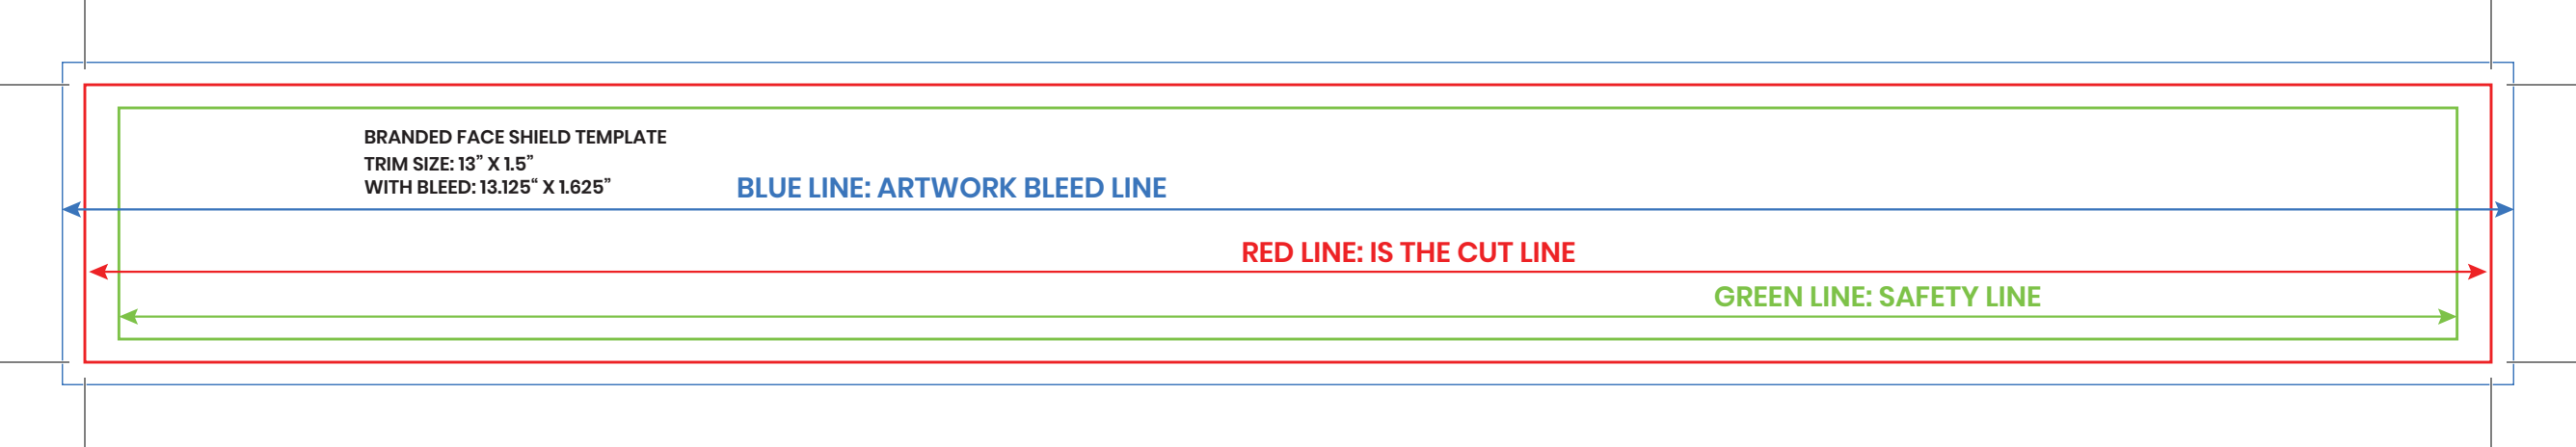 BRANDED FACE SHIELD TEMPLATE
TRIM SIZE: 13” X 1.5”
WITH BLEED: 13.125“ X 1.625”
BLUE LINE: ARTWORK BLEED LINE
RED LINE: IS THE CUT LINE
GREEN LINE: SAFETY LINE